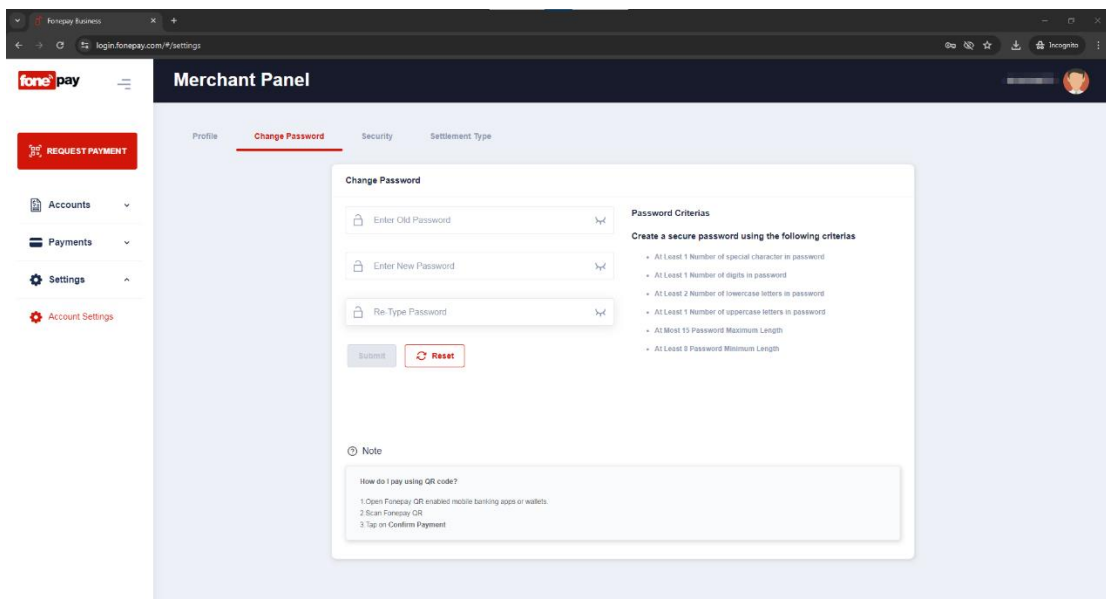 Fonepay Business
login.fonepay.com/#/settings
Incognito
fonepay
Merchant Panel
REQUEST PAYMENT
Accounts
Payments
Settings
Account Settings
Profile Change Password Security Settlement Type
Change Password
Enter Old Password
Enter New Password
Re-Type Password
Submit Reset
Password Criterias
Create a secure password using the following criterias
At Least 1 Number of special character in password
At Least 1 Number of digits in password
At Least 2 Number of lowercase letters in password
At Least 1 Number of uppercase letters in password
At Most 15 Password Maximum Length
At Least 8 Password Minimum Length
Note
How do I pay using QR code?
1.Open Fonepay QR enabled mobile banking apps or wallets.
2.Scan Fonepay QR
3.Tap on Confirm Payment